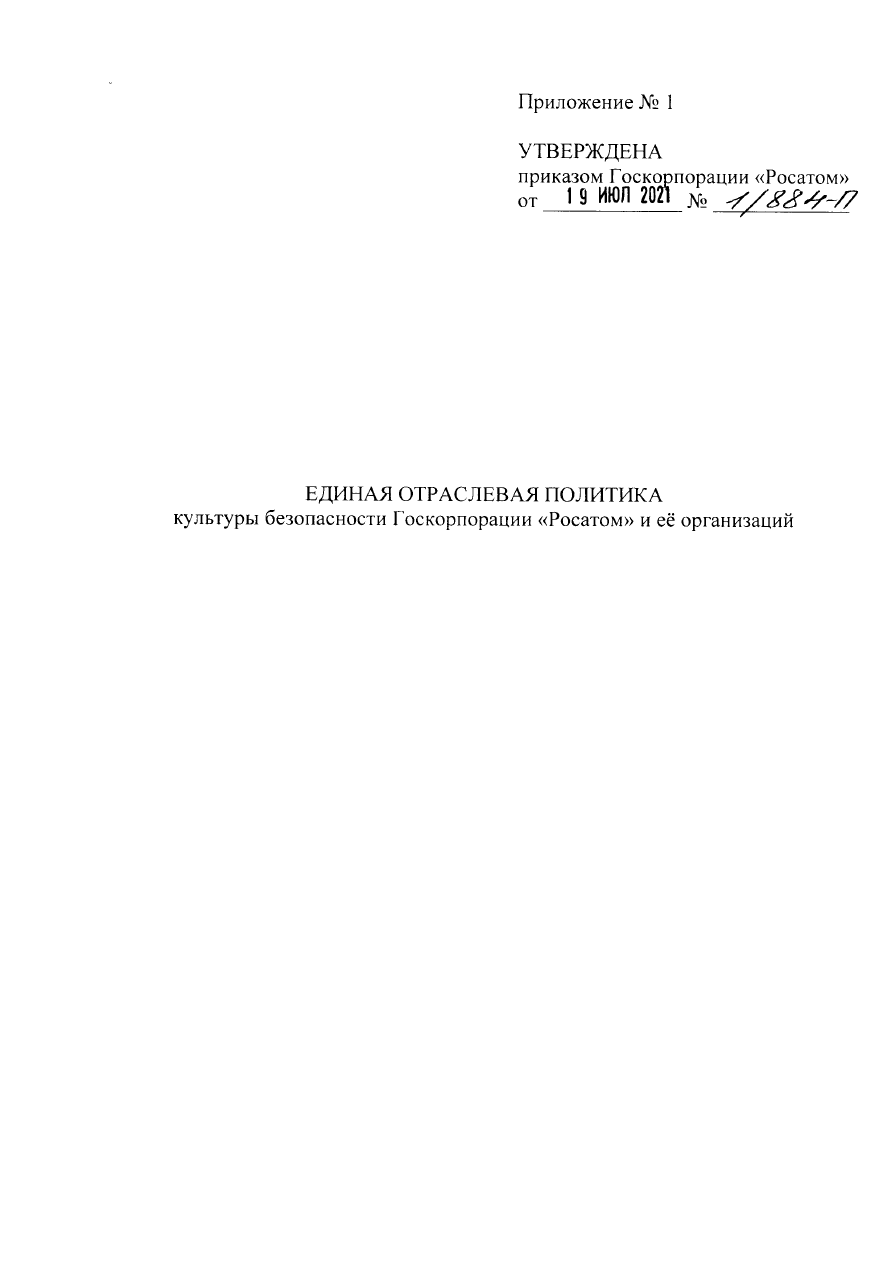 Приложение № 1
УТВЕРЖДЕНА
приказом Госкорпорации «Росатом»
от 19 ИЮЛ 2021 № 1/884-П
ЕДИНАЯ ОТРАСЛЕВАЯ ПОЛИТИКА
культуры безопасности Госкорпорации «Росатом» и её организаций